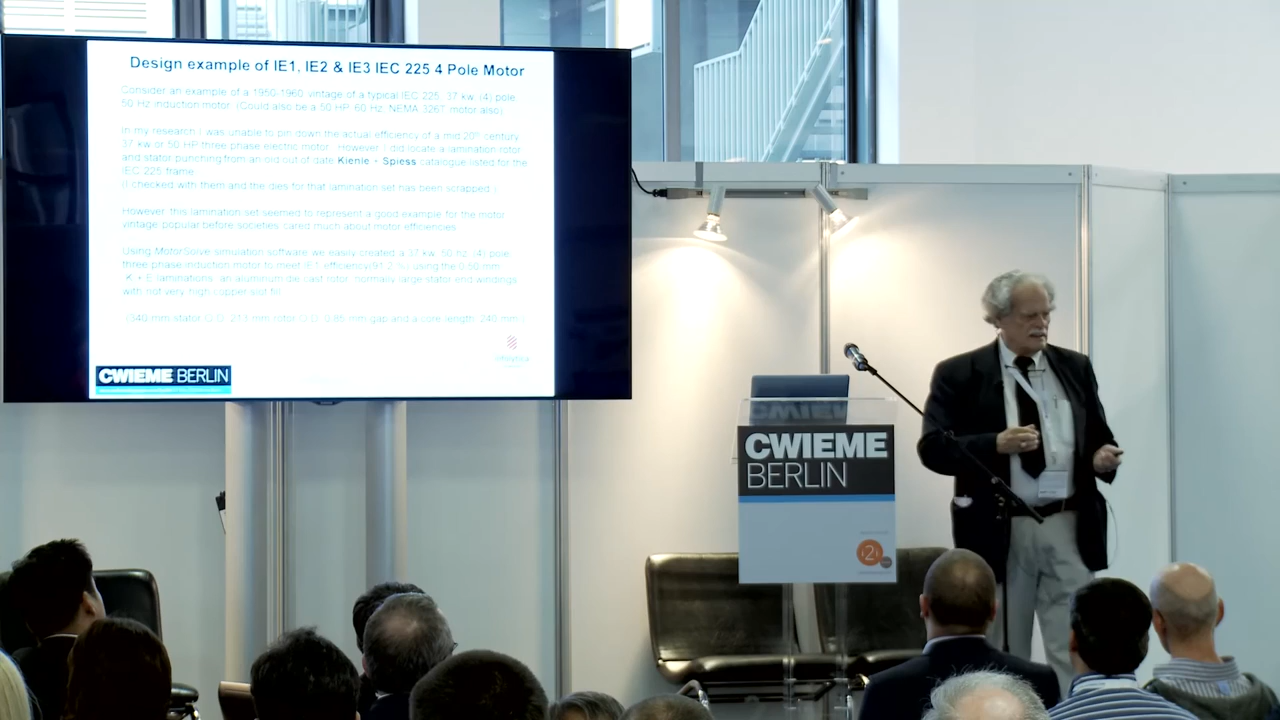 Design example of IE1, IE2 & IE3 IEC 225 4 Pole Motor
Consider an example of a 1950-1960 vintage of a typical IEC 225, 37 kw, (4) pole,
50 Hz induction motor. (Could also be a 50 HP, 60 Hz, NEMA 326T motor also)
In my research I was unable to pin down the actual efficiency of a mid 20th century
37 kw or 50 HP three phase electric motor. However I did locate a lamination rotor
and stator punching from an old out of date Kienle + Spiess catalogue listed for the
IEC 225 frame.
(I checked with them and the dies for that lamination set has been scrapped.)
However, this lamination set seemed to represent a good example for the motor
vintage popular before societies cared much about motor efficiencies.
Using MotorSolve simulation software we easily created a 37 kw, 50 hz, (4) pole,
three phase induction motor to meet IE1 efficiency(91.2 %) using the 0.50 mm
K + E laminations, an aluminum die cast rotor, normally large stator end windings
with not very high copper slot fill.
(340 mm stator O.D., 213 mm rotor O.D. 0.85 mm gap and a core length, 240 mm.)
CWIEME BERLIN
CWIEME
CWIEME
BERLIN
i2i